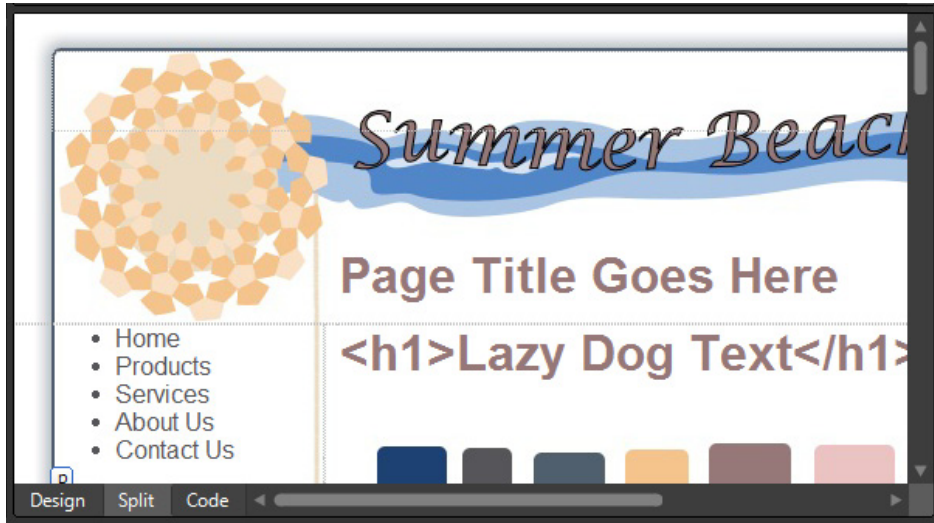 Summer Beach
Page Title Goes Here
<h1>Lazy Dog Text</h1>
Home
Products
Services
About Us
Contact Us
Design Split Code